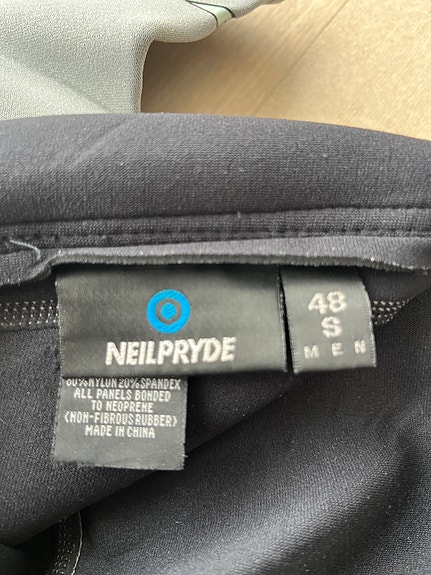 NEILPRYDE
48
S
MEN
80% NYLON 20% SPANDEX
ALL PANELS BONDED
TO NEOPRENE
(NON-FIBROUS RUBBER)
MADE IN CHINA